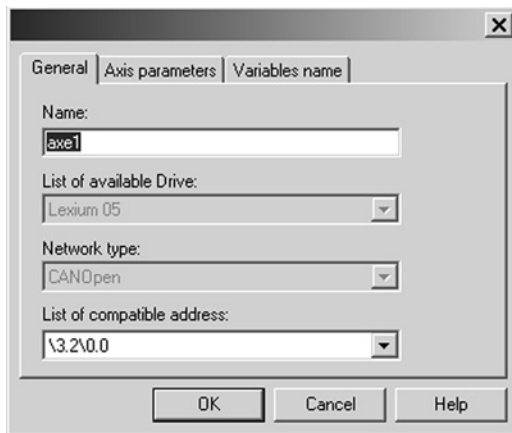 General Axis parameters Variables name
Name:
axe1
List of available Drive:
Lexium 05
Network type:
CANOpen
List of compatible address:
\3.2\0.0
OK Cancel Help